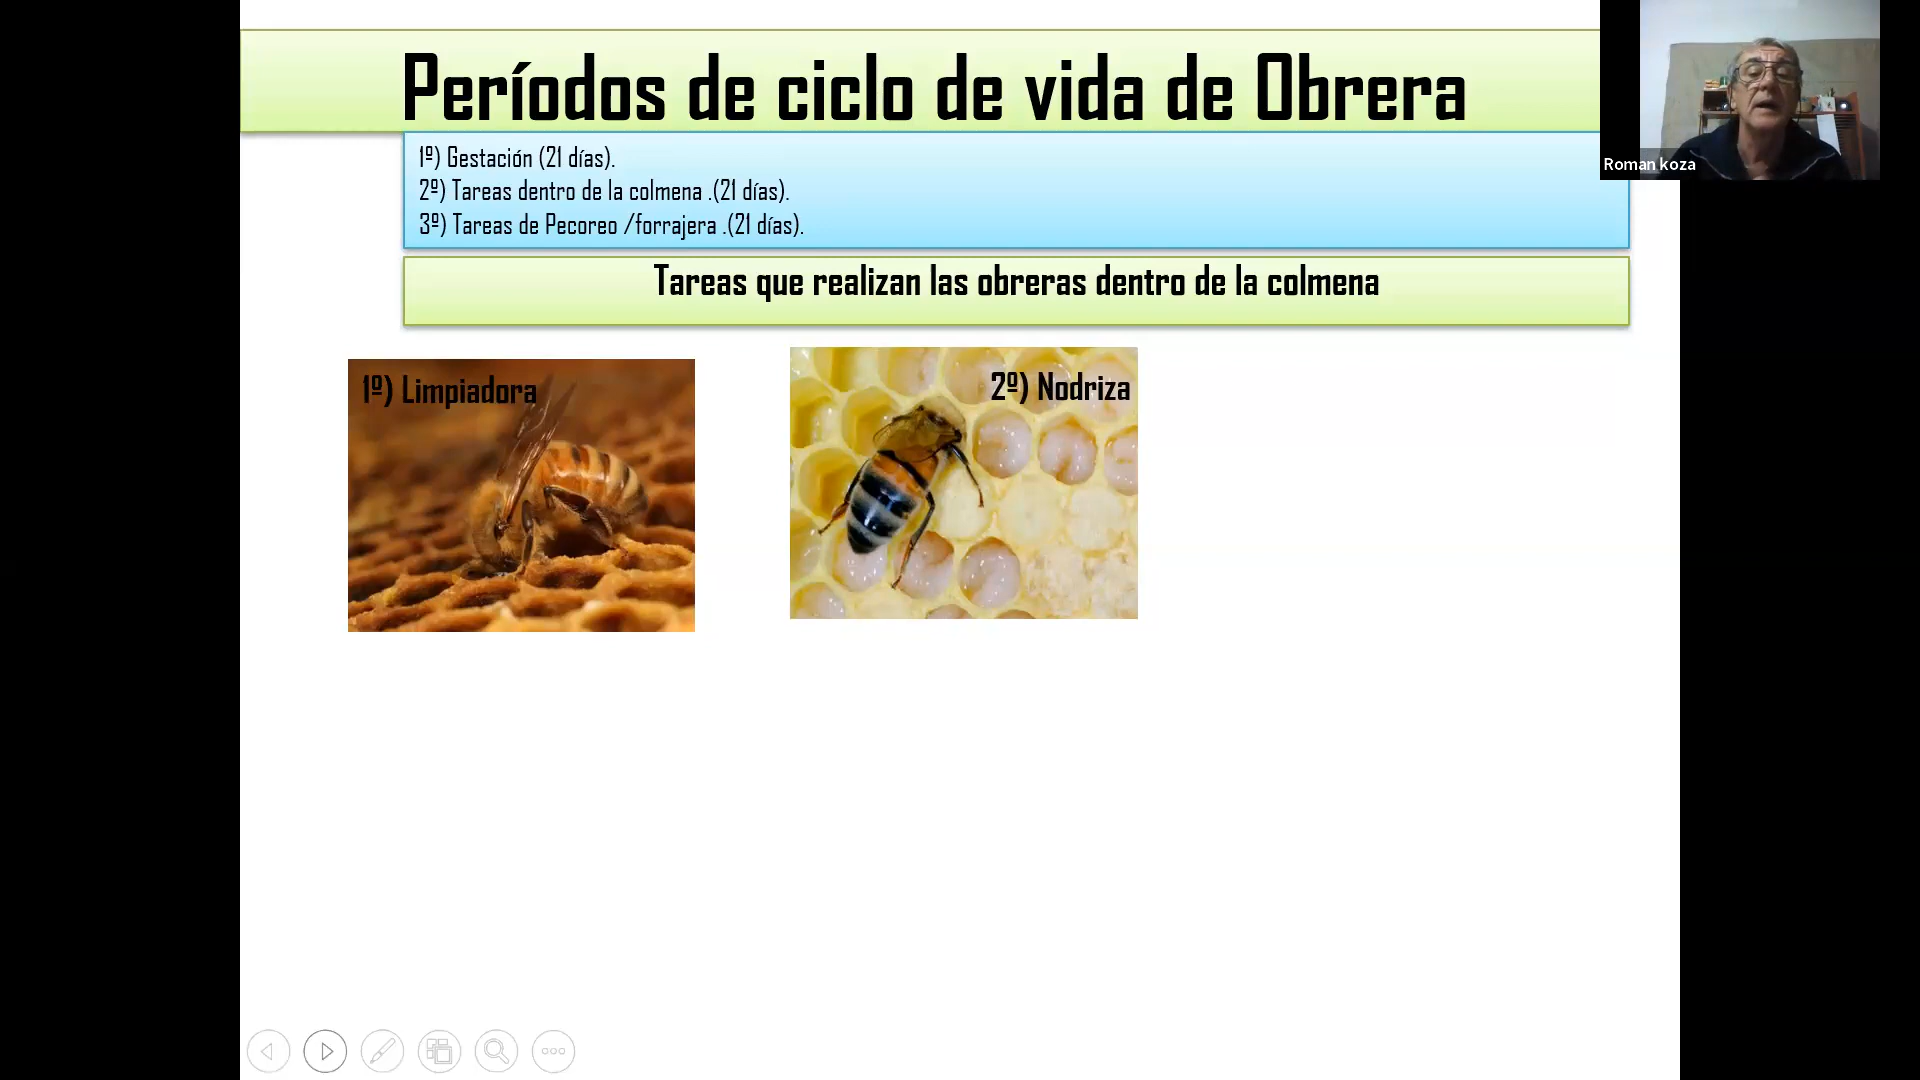 Períodos de ciclo de vida de Obrera
Roman koza
1º) Gestación (21 días).
2º) Tareas dentro de la colmena .(21 días).
3º) Tareas de Pecoreo /forrajera .(21 días).
Tareas que realizan las obreras dentro de la colmena
1º) Limpiadora
2º) Nodriza